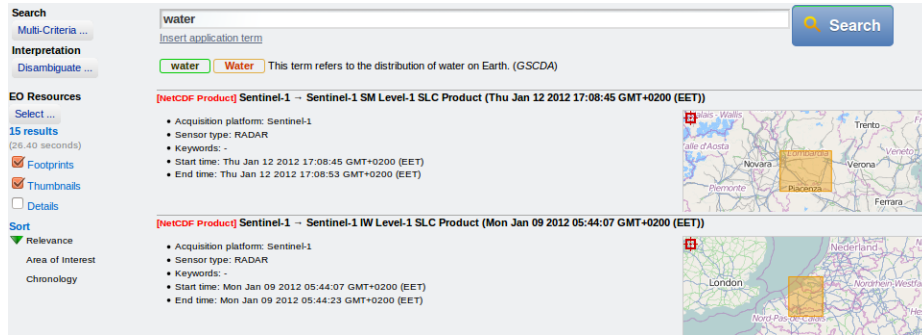 Search
Multi-Criteria ...
Interpretation
Disambiguate ...
EO Resources
Select ...
15 results
(26.40 seconds)
Footprints
Thumbnails
Details
Sort
Relevance
Area of Interest
Chronology
water
Search
Insert application term
water Water This term refers to the distribution of water on Earth. (GSCDA)
[NetCDF Product] Sentinel-1 → Sentinel-1 SM Level-1 SLC Product (Thu Jan 12 2012 17:08:45 GMT+0200 (EET))
• Acquisition platform: Sentinel-1
• Sensor type: RADAR
• Keywords: -
• Start time: Thu Jan 12 2012 17:08:45 GMT+0200 (EET)
• End time: Thu Jan 12 2012 17:08:53 GMT+0200 (EET)
alais - Wallis
Trento
alle d'Aosta
Lombardia
Veneto
Novara
Verona
Piemonte
Piacenza
Ferrara
[NetCDF Product] Sentinel-1 → Sentinel-1 IW Level-1 SLC Product (Mon Jan 09 2012 05:44:07 GMT+0200 (EET))
• Acquisition platform: Sentinel-1
• Sensor type: RADAR
• Keywords: -
• Start time: Mon Jan 09 2012 05:44:07 GMT+0200 (EET)
• End time: Mon Jan 09 2012 05:44:23 GMT+0200 (EET)
Nederland
London
Nordrhein-Westfa
Nord-Pas-de-Calais
He